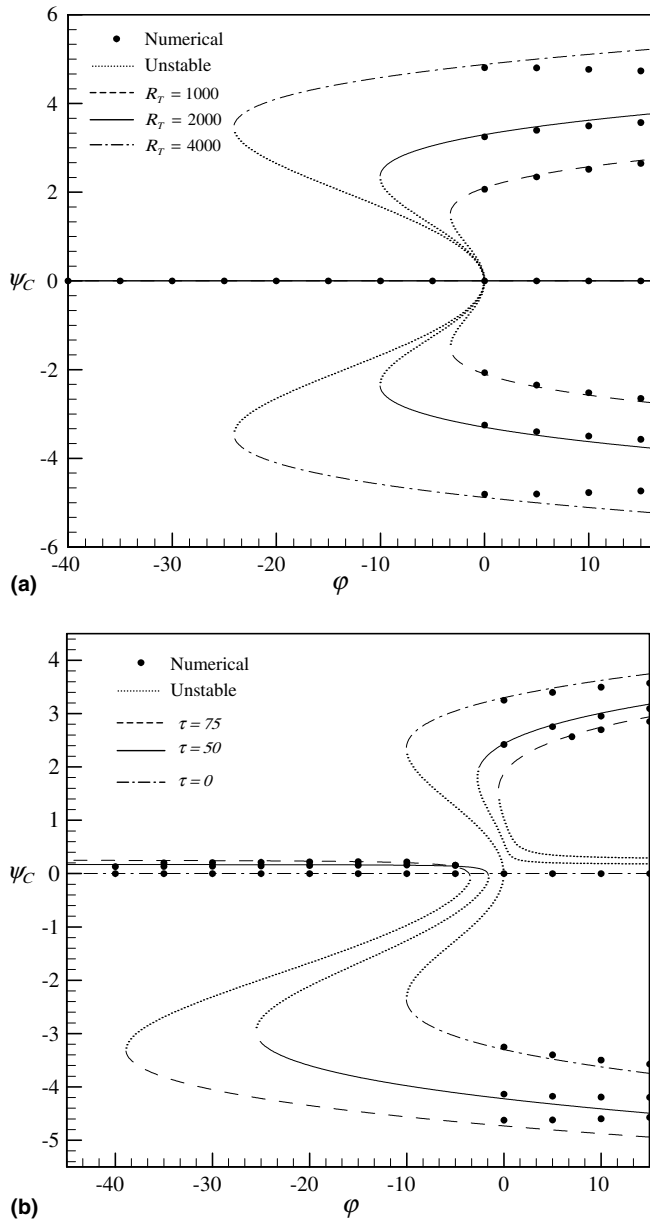 6
4
2
0
-2
-4
-6
ψ_C
Numerical
Unstable
R_T = 1000
R_T = 2000
R_T = 4000
-40 -30 -20 -10 0 10
φ
(a)
4
3
2
1
0
-1
-2
-3
-4
-5
ψ_C
Numerical
Unstable
τ = 75
τ = 50
τ = 0
-40 -30 -20 -10 0 10
φ
(b)